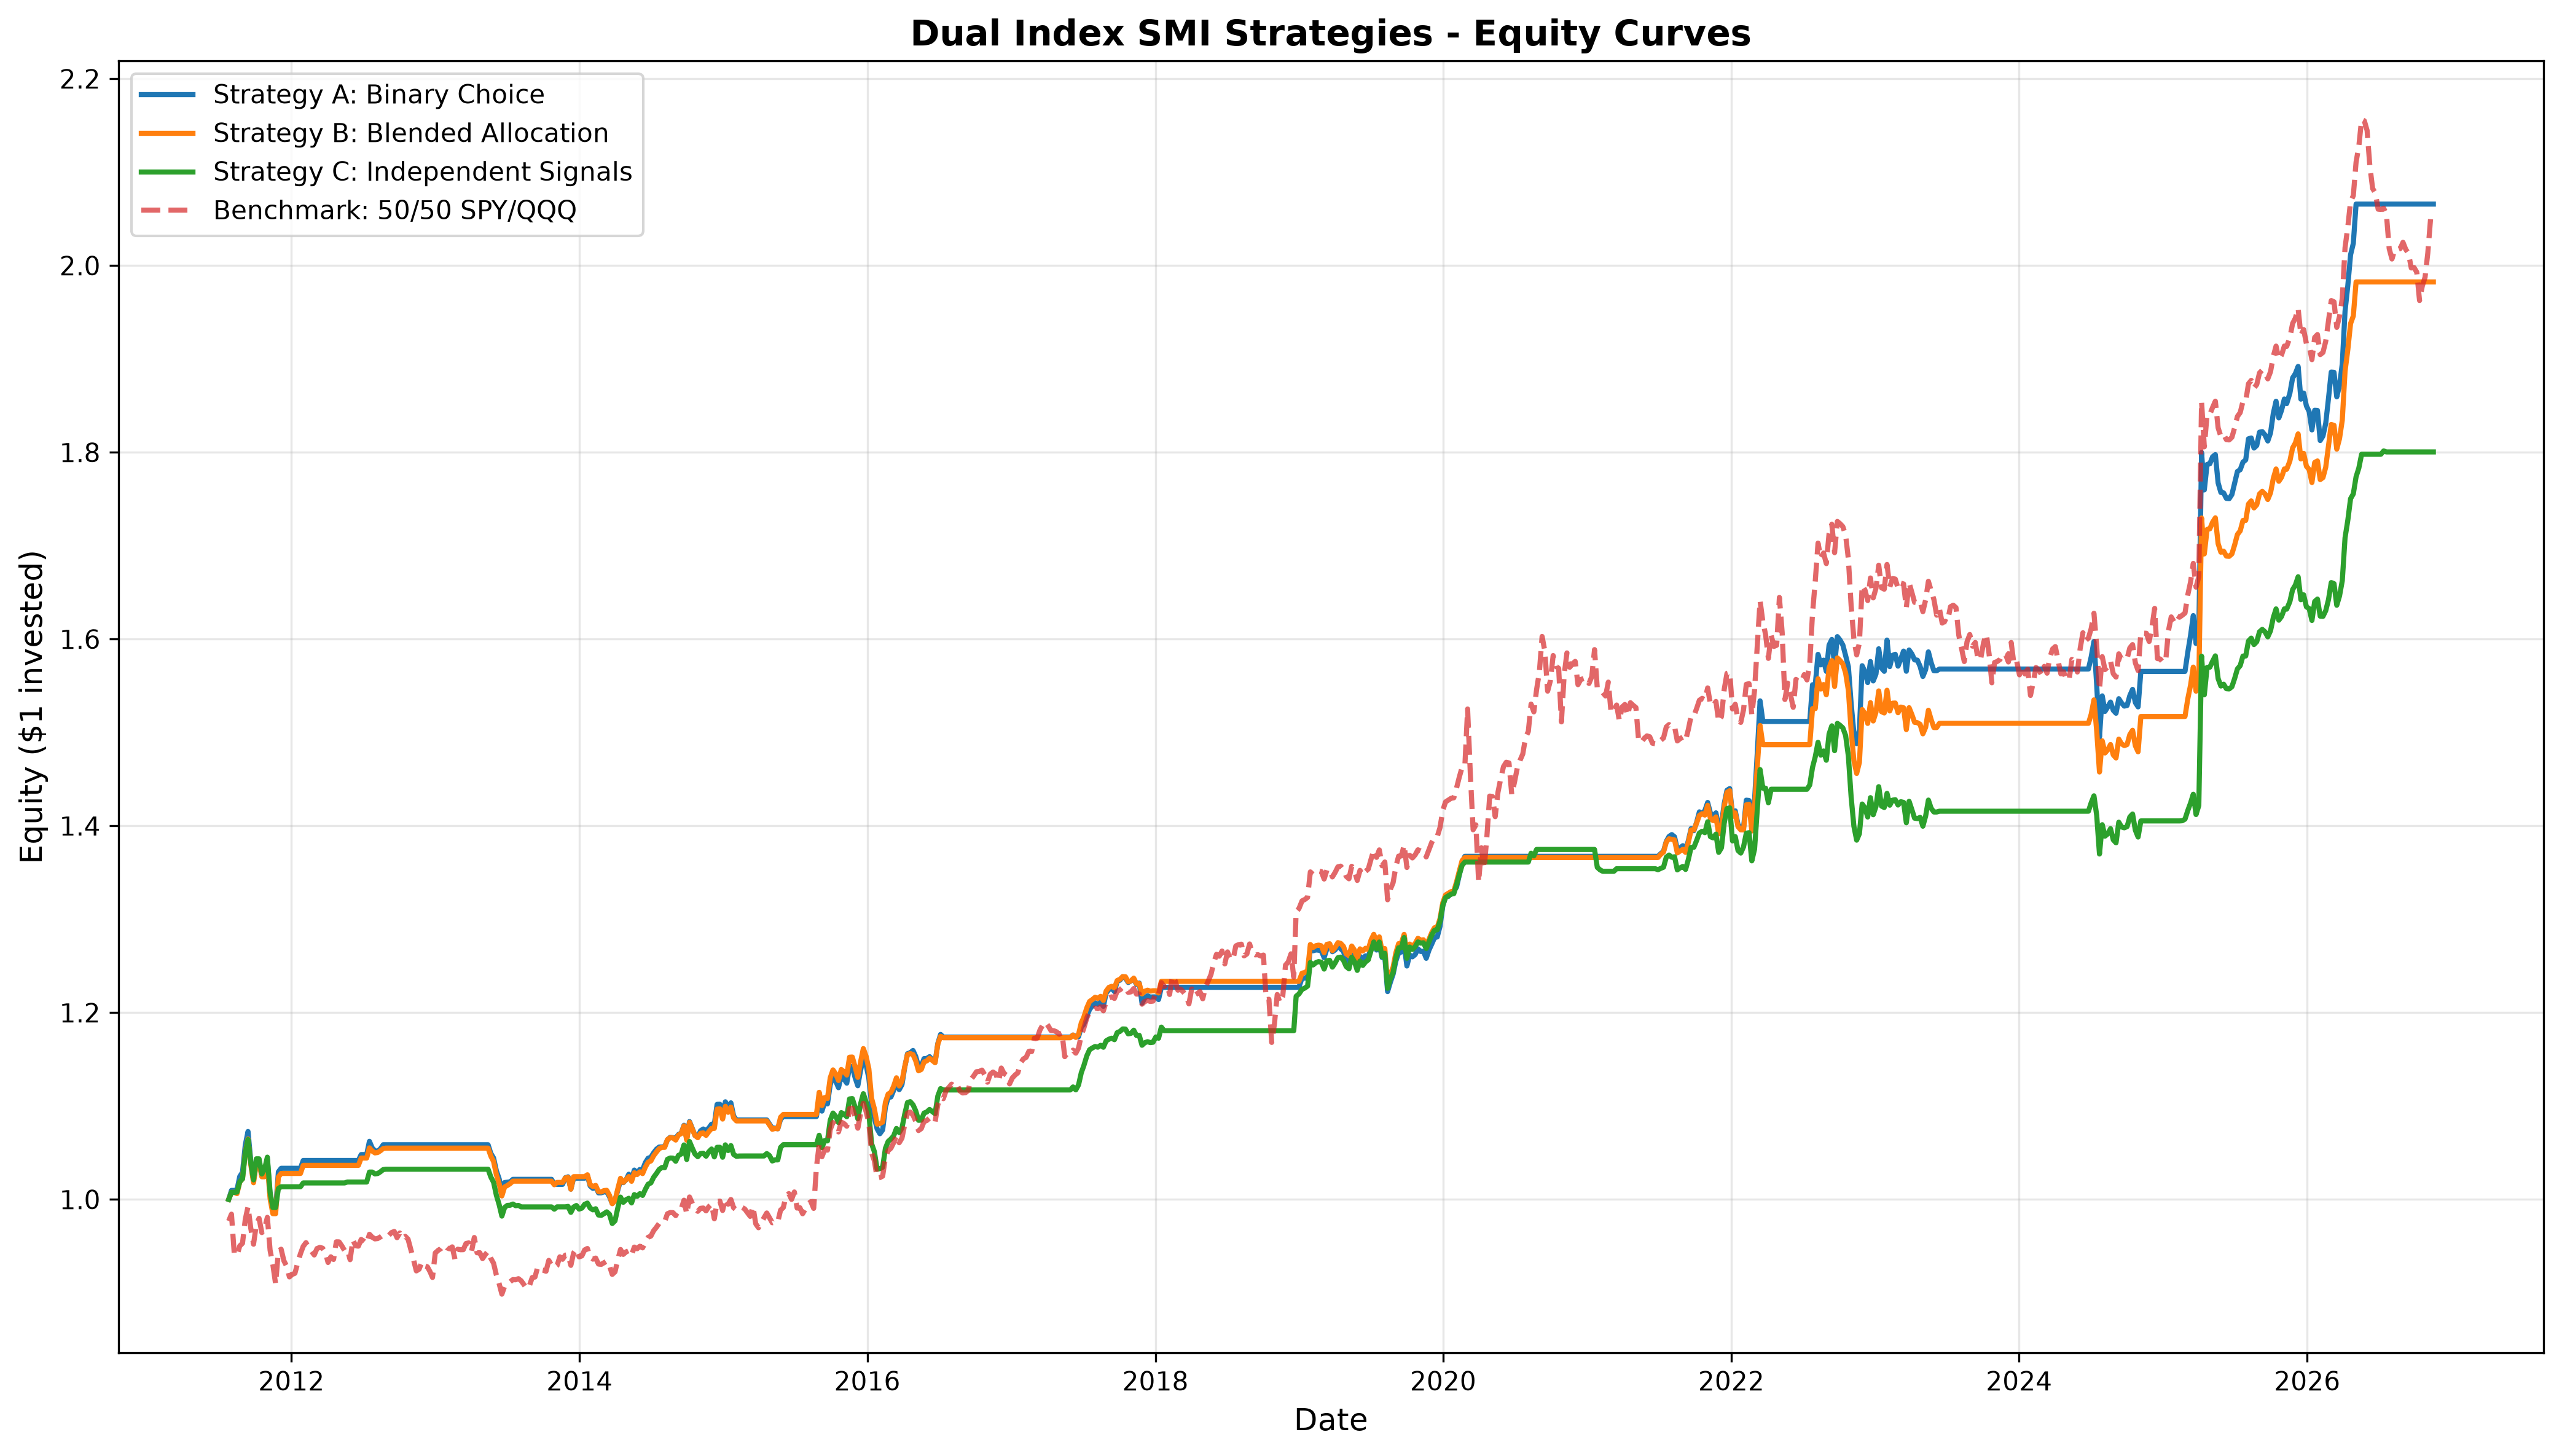 Dual Index SMI Strategies - Equity Curves
Strategy A: Binary Choice
Strategy B: Blended Allocation
Strategy C: Independent Signals
Benchmark: 50/50 SPY/QQQ
Equity ($1 invested)
2.2
2.0
1.8
1.6
1.4
1.2
1.0
2012
2014
2016
2018
2020
2022
2024
2026
Date